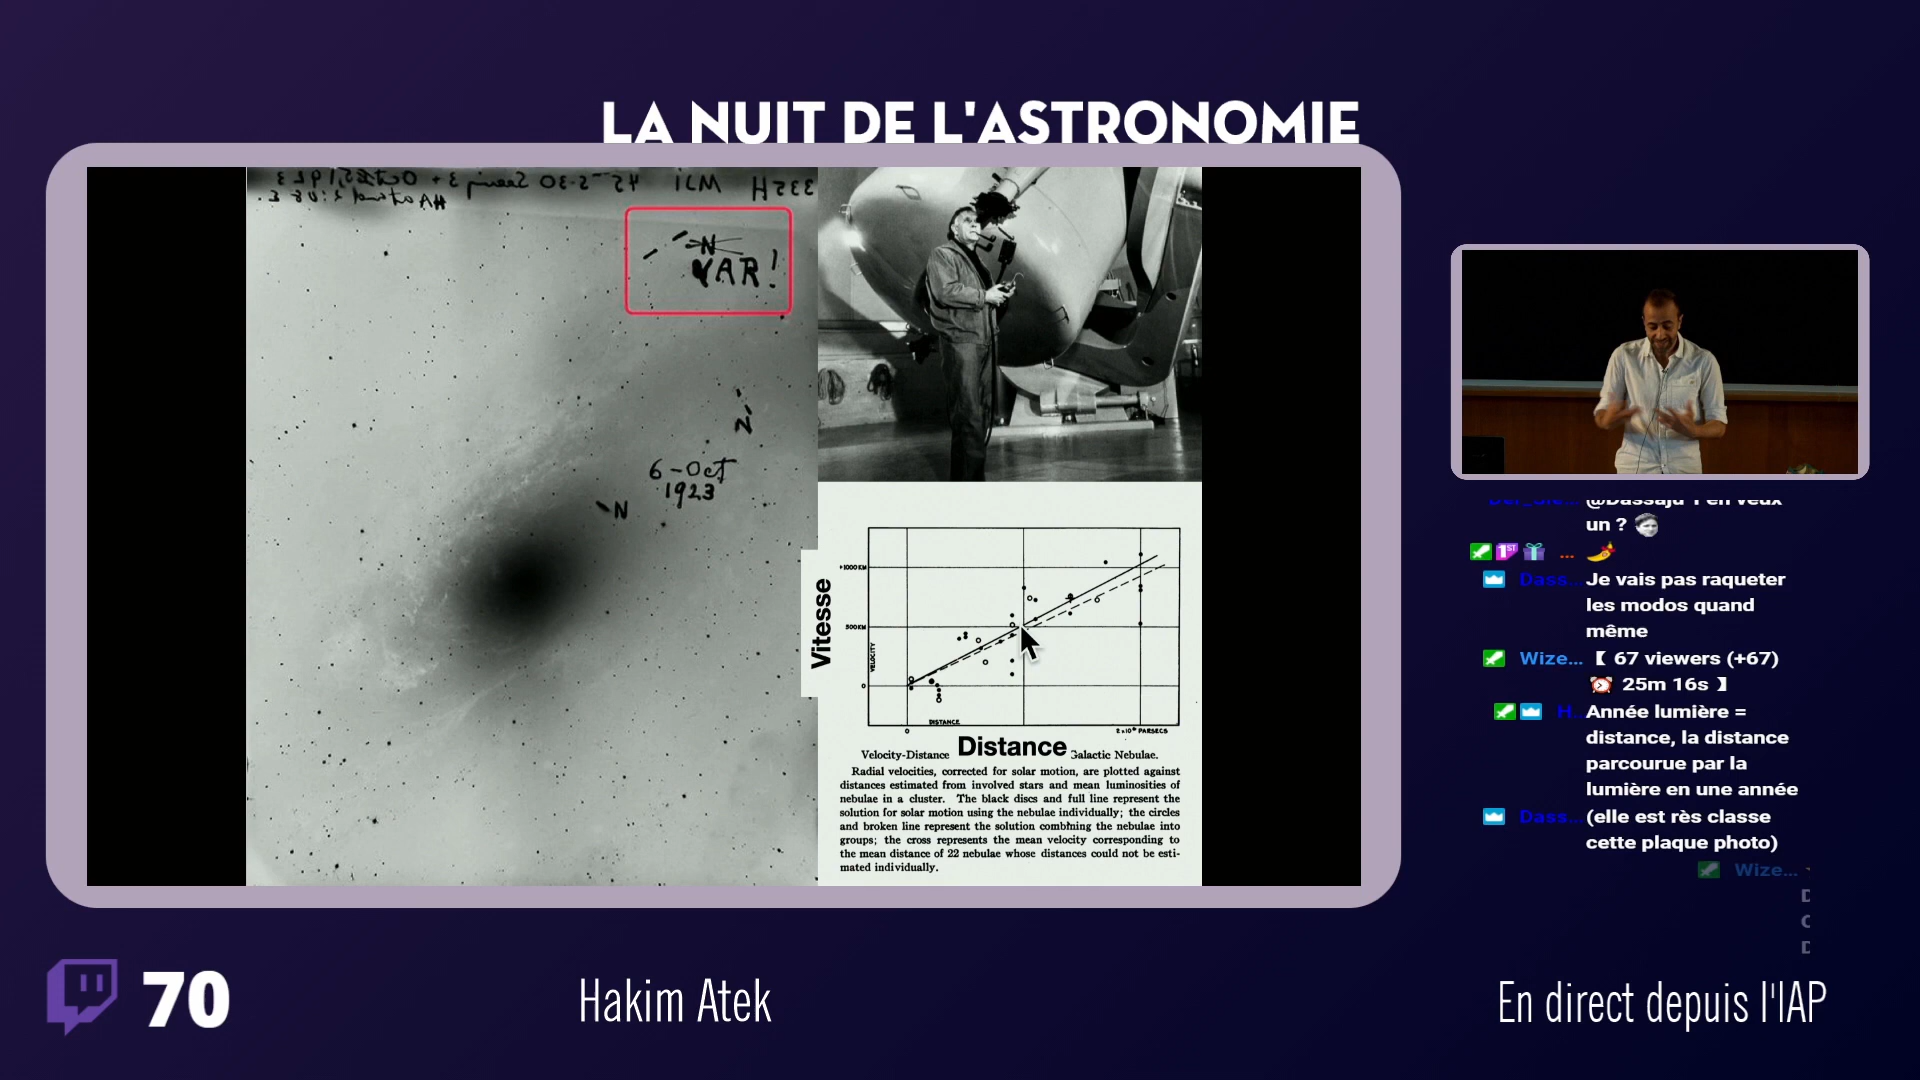 LA NUIT DE L'ASTRONOMIE
N
VAR!
N
6-Oct
1923
N
Vitesse
+1000KM
500KM
0
VELOCITY
DISTANCE
0
2x10⁶ PARSECS
Distance
Velocity-Distance
Galactic Nebulae.
Radial velocities, corrected for solar motion, are plotted against
distances estimated from involved stars and mean luminosities of
nebulae in a cluster. The black discs and full line represent the
solution for solar motion using the nebulae individually; the circles
and broken line represent the solution combining the nebulae into
groups; the cross represents the mean velocity corresponding to
the mean distance of 22 nebulae whose distances could not be esti-
mated individually.
un ?
1ST ...
Dass... Je vais pas raqueter
les modos quand
même
Wize... 【 67 viewers (+67)
25m 16s 】
H... Année lumière =
distance, la distance
parcourue par la
lumière en une année
Dass... (elle est rès classe
cette plaque photo)
Wize...
70
Hakim Atek
En direct depuis l'IAP